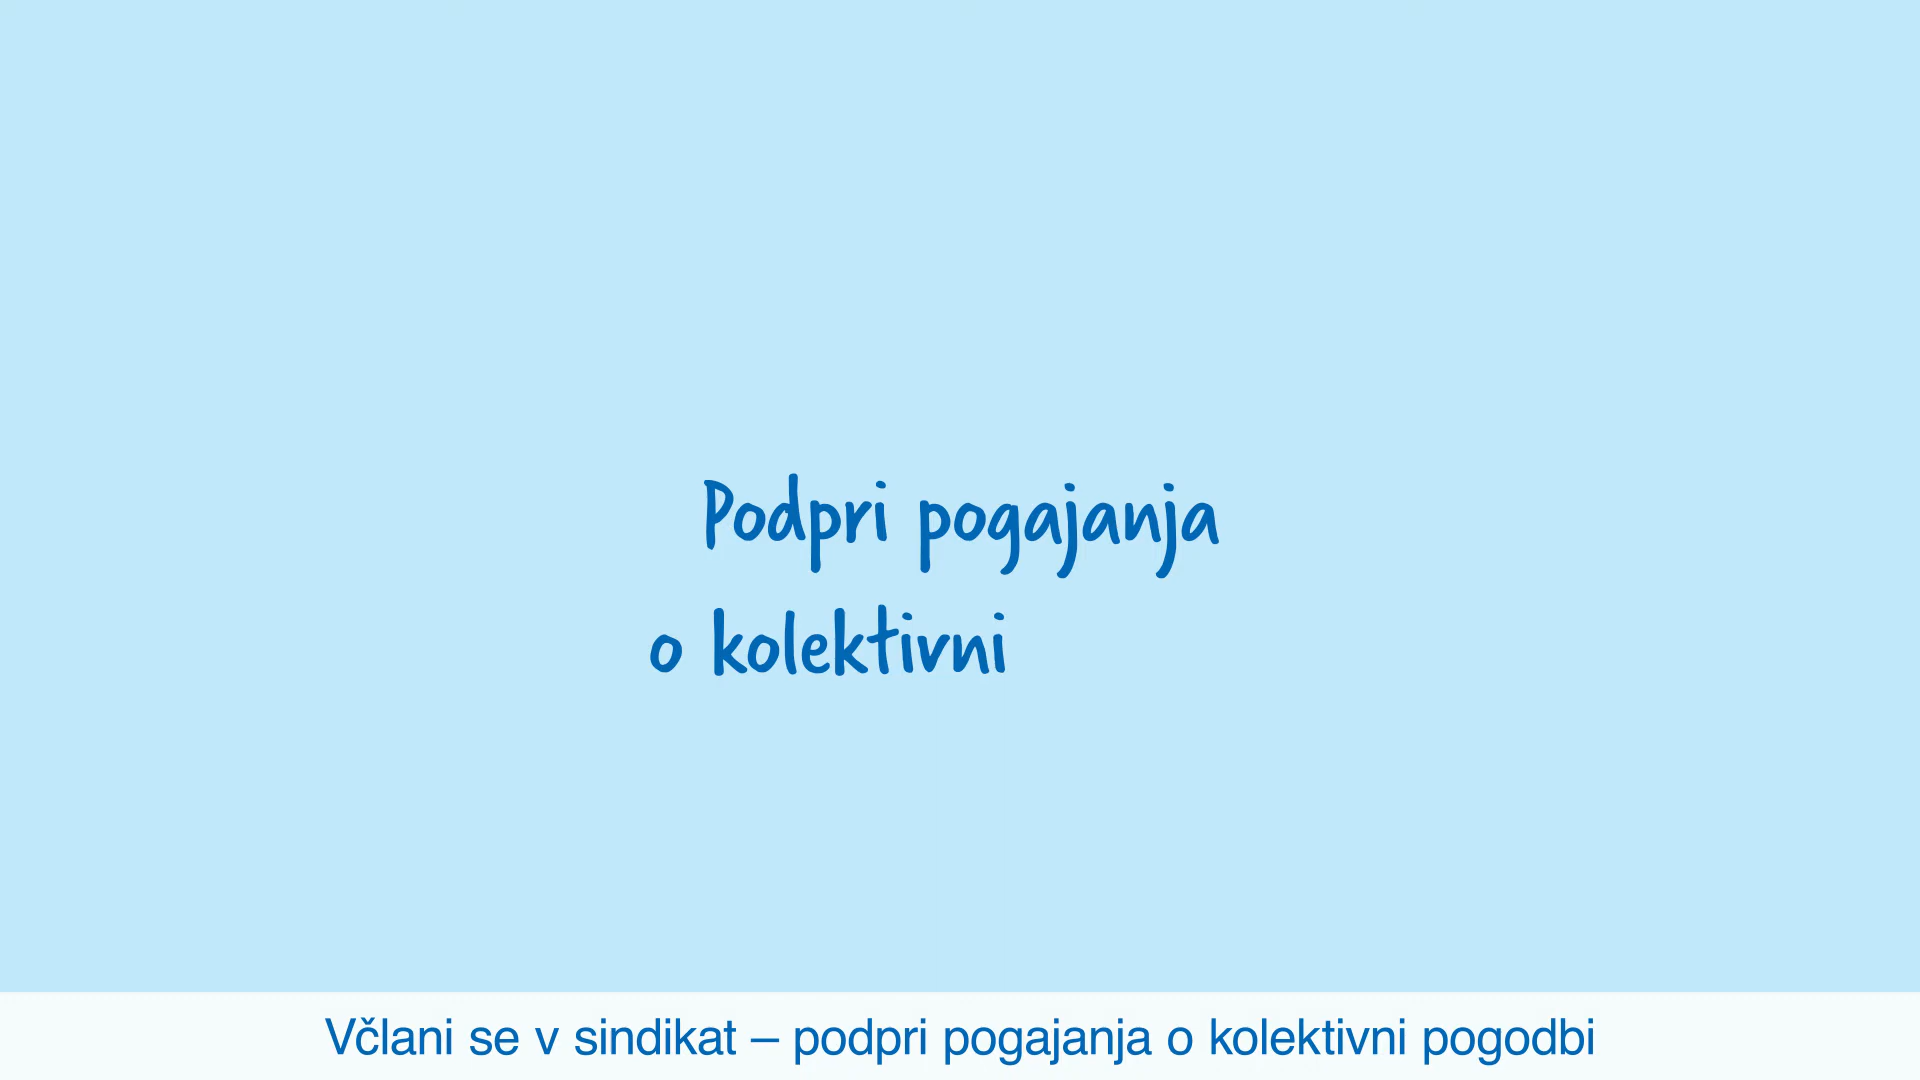 Podpri pogajanja
o kolektivni
Včlani se v sindikat – podpri pogajanja o kolektivni pogodbi